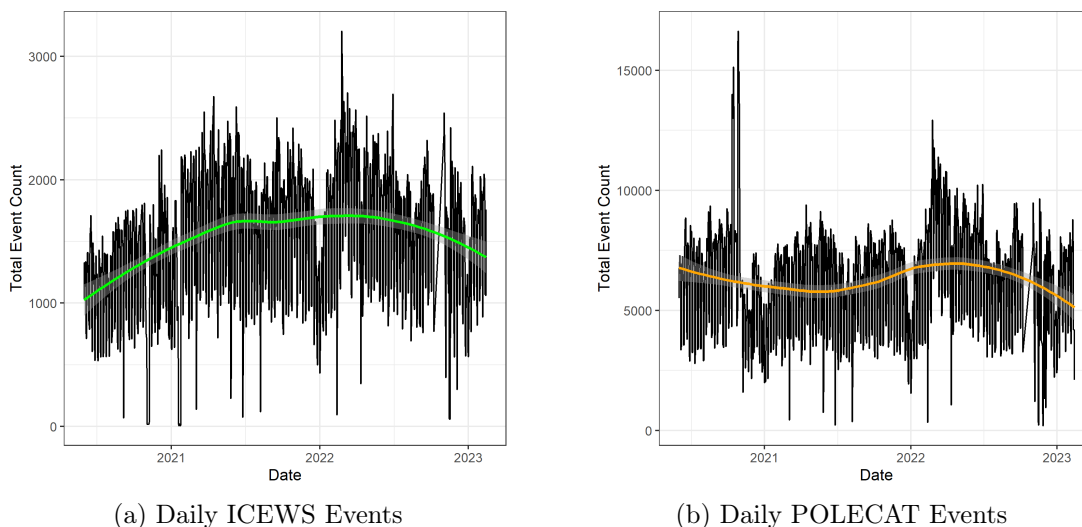 3000
2000
1000
0
Total Event Count
2021
2022
2023
Date
(a) Daily ICEWS Events
15000
10000
5000
0
Total Event Count
2021
2022
2023
Date
(b) Daily POLECAT Events